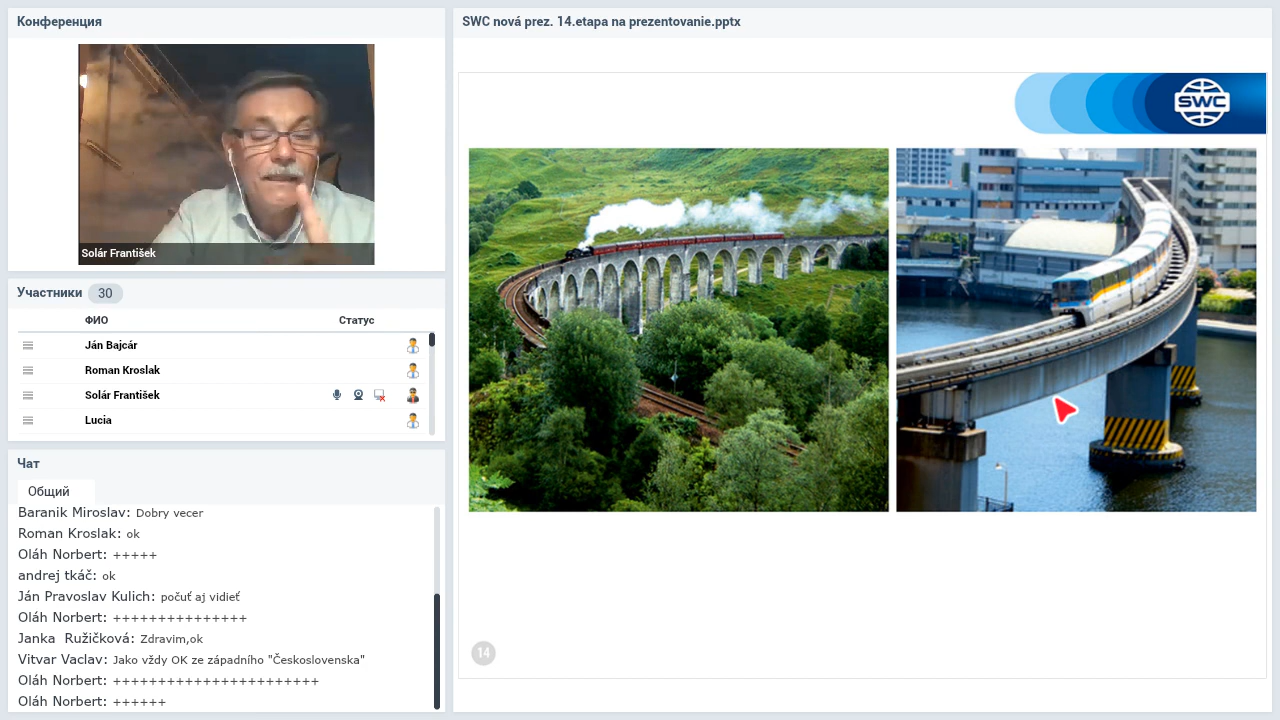 Конференция
Solár František
Участники 30
ФИО Статус
Ján Bajcár
Roman Kroslak
Solár František
Lucia
Чат
Общий
Baranik Miroslav: Dobry vecer
Roman Kroslak: ok
Oláh Norbert: +++++
andrej tkáč: ok
Ján Pravoslav Kulich: počuť aj vidieť
Oláh Norbert: +++++++++++++++
Janka Ružičková: Zdravim,ok
Vitvar Vaclav: Jako vždy OK ze západního "Československa"
Oláh Norbert: +++++++++++++++++++++++
Oláh Norbert: ++++++
SWC nová prez. 14.etapa na prezentovanie.pptx
SWC
14